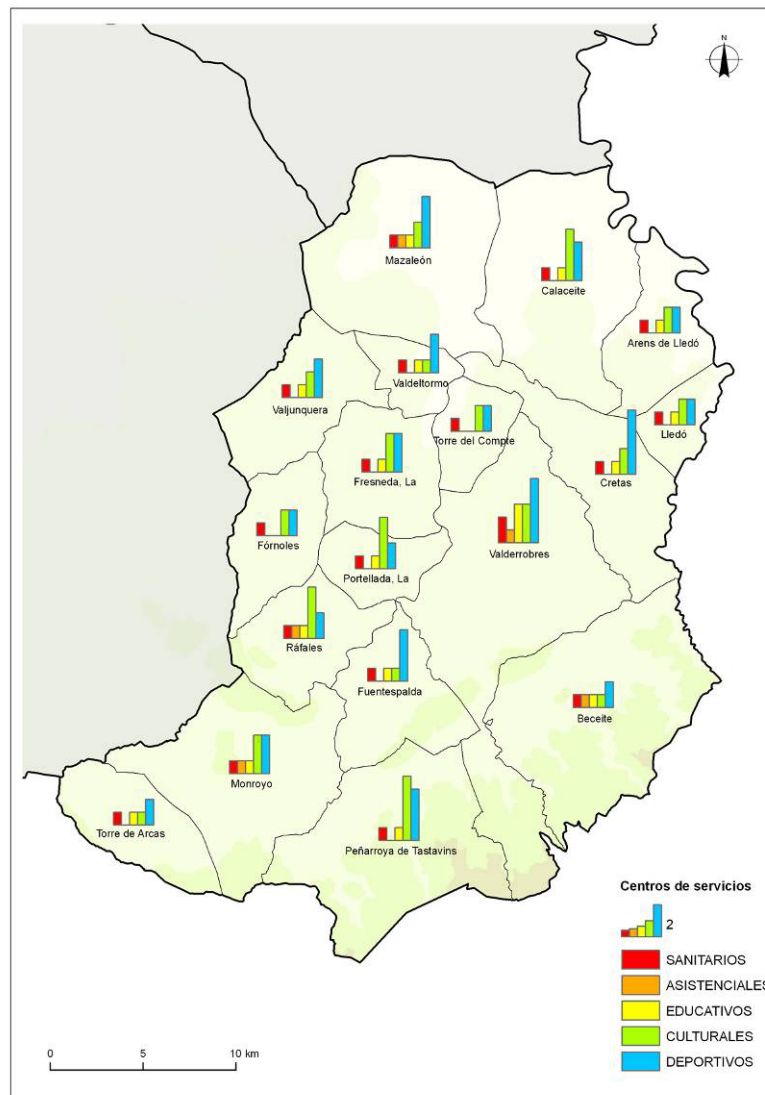 N
Mazaleón
Calaceite
Arens de Lledó
Valdeltormo
Valjunquera
Torre del Compte
Lledó
Cretas
Fresneda, La
Fórnoles
Valderrobres
Portellada, La
Ráfales
Fuentespalda
Beceite
Monroyo
Torre de Arcas
Peñarroya de Tastavins
Centros de servicios
2
SANITARIOS
ASISTENCIALES
EDUCATIVOS
CULTURALES
DEPORTIVOS
0 5 10 km